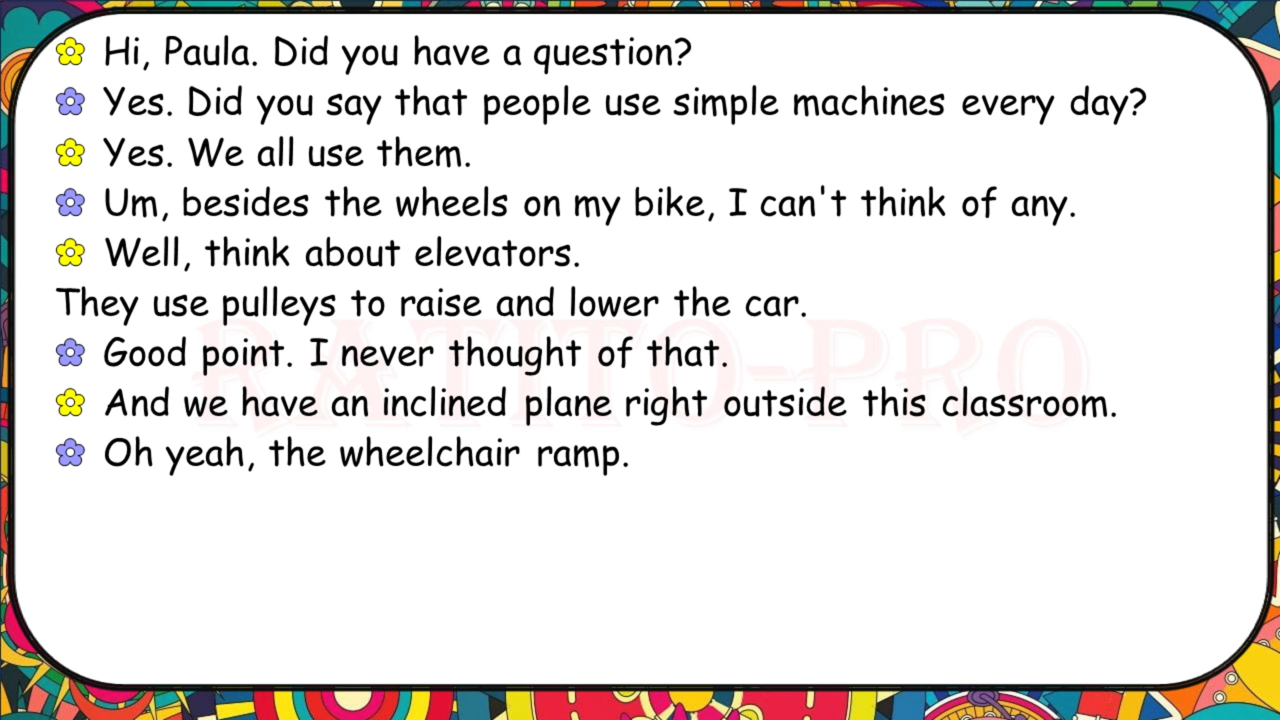 Hi, Paula. Did you have a question?
Yes. Did you say that people use simple machines every day?
Yes. We all use them.
Um, besides the wheels on my bike, I can't think of any.
Well, think about elevators.
They use pulleys to raise and lower the car.
RATITO-PRO
Good point. I never thought of that.
And we have an inclined plane right outside this classroom.
Oh yeah, the wheelchair ramp.